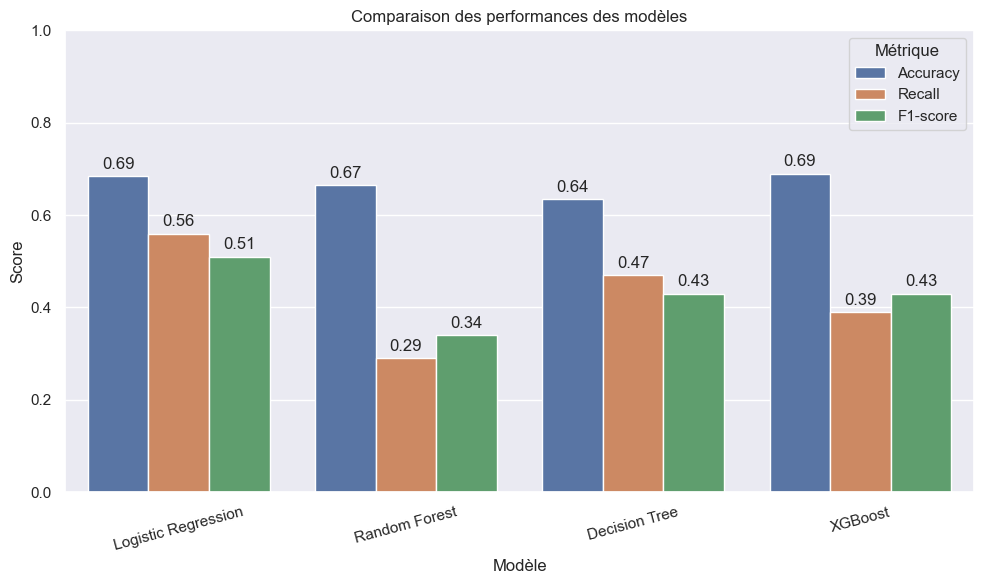 Comparaison des performances des modèles
1.0
0.8
0.6
0.4
0.2
0.0
Score
Métrique
Accuracy
Recall
F1-score
0.69
0.56
0.51
0.67
0.29
0.34
0.64
0.47
0.43
0.69
0.39
0.43
Logistic Regression
Random Forest
Decision Tree
XGBoost
Modèle